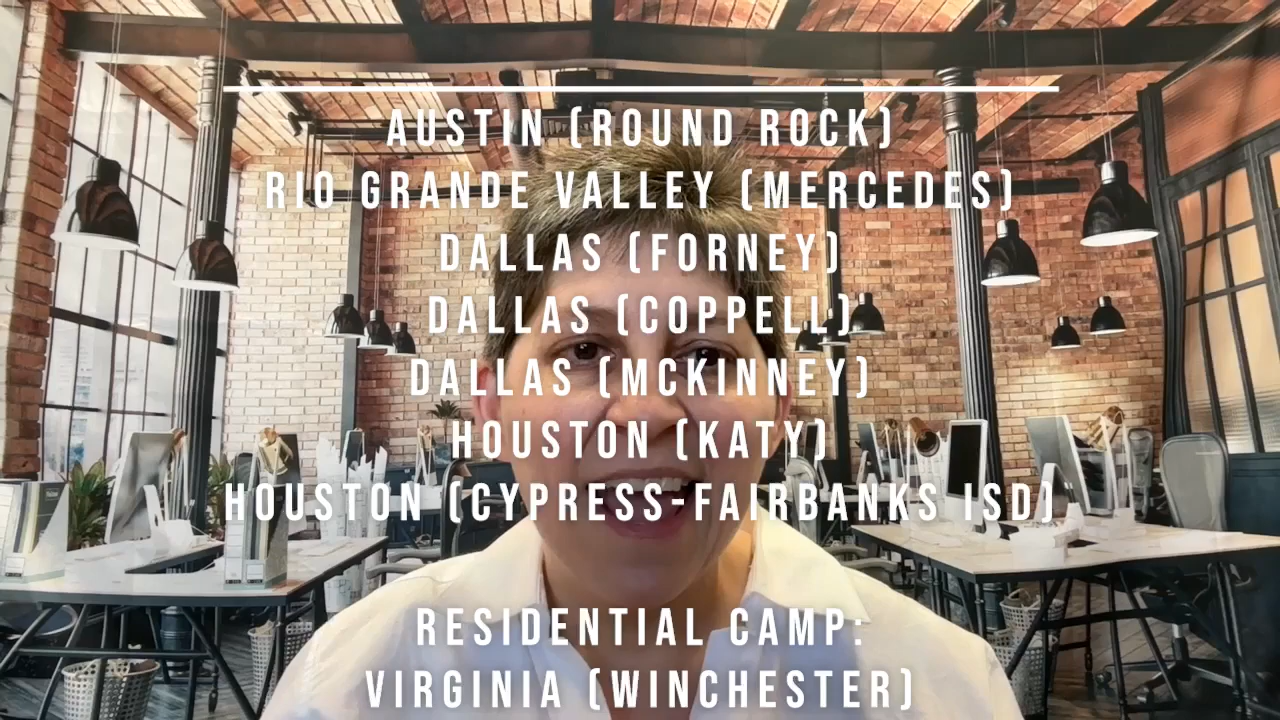 AUSTIN (ROUND ROCK)
RIO GRANDE VALLEY (MERCEDES)
DALLAS (FORNEY)
DALLAS (COPPELL)
DALLAS (MCKINNEY)
HOUSTON (KATY)
HOUSTON (CYPRESS-FAIRBANKS ISD)
RESIDENTIAL CAMP:
VIRGINIA (WINCHESTER)